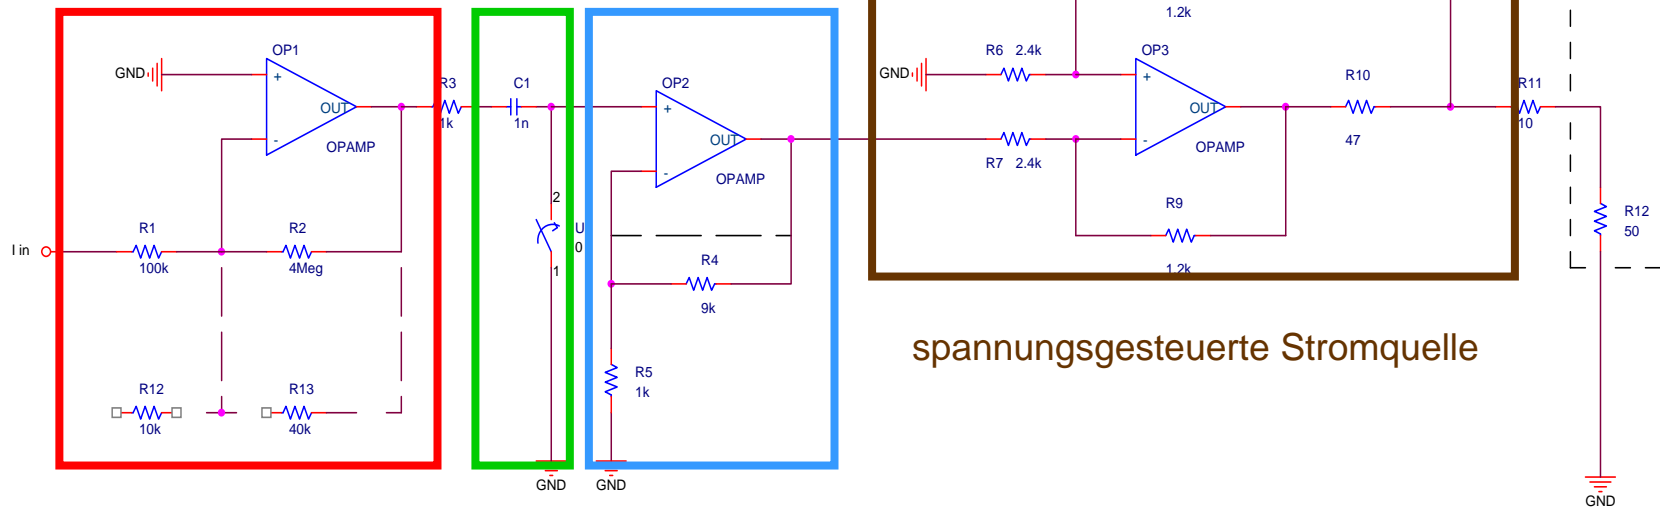 1.2k
OP1
GND
+
OUT
-
OPAMP
R3
1k
C1
1n
OP2
+
OUT
-
OPAMP
R6 2.4k
GND
OP3
+
OUT
-
OPAMP
R7 2.4k
R10
47
R11
10
R9
1.2k
R12
50
I in
R1
100k
R2
4Meg
2
U
0
1
R4
9k
R5
1k
R12
10k
R13
40k
GND
GND
GND
spannungsgesteuerte Stromquelle